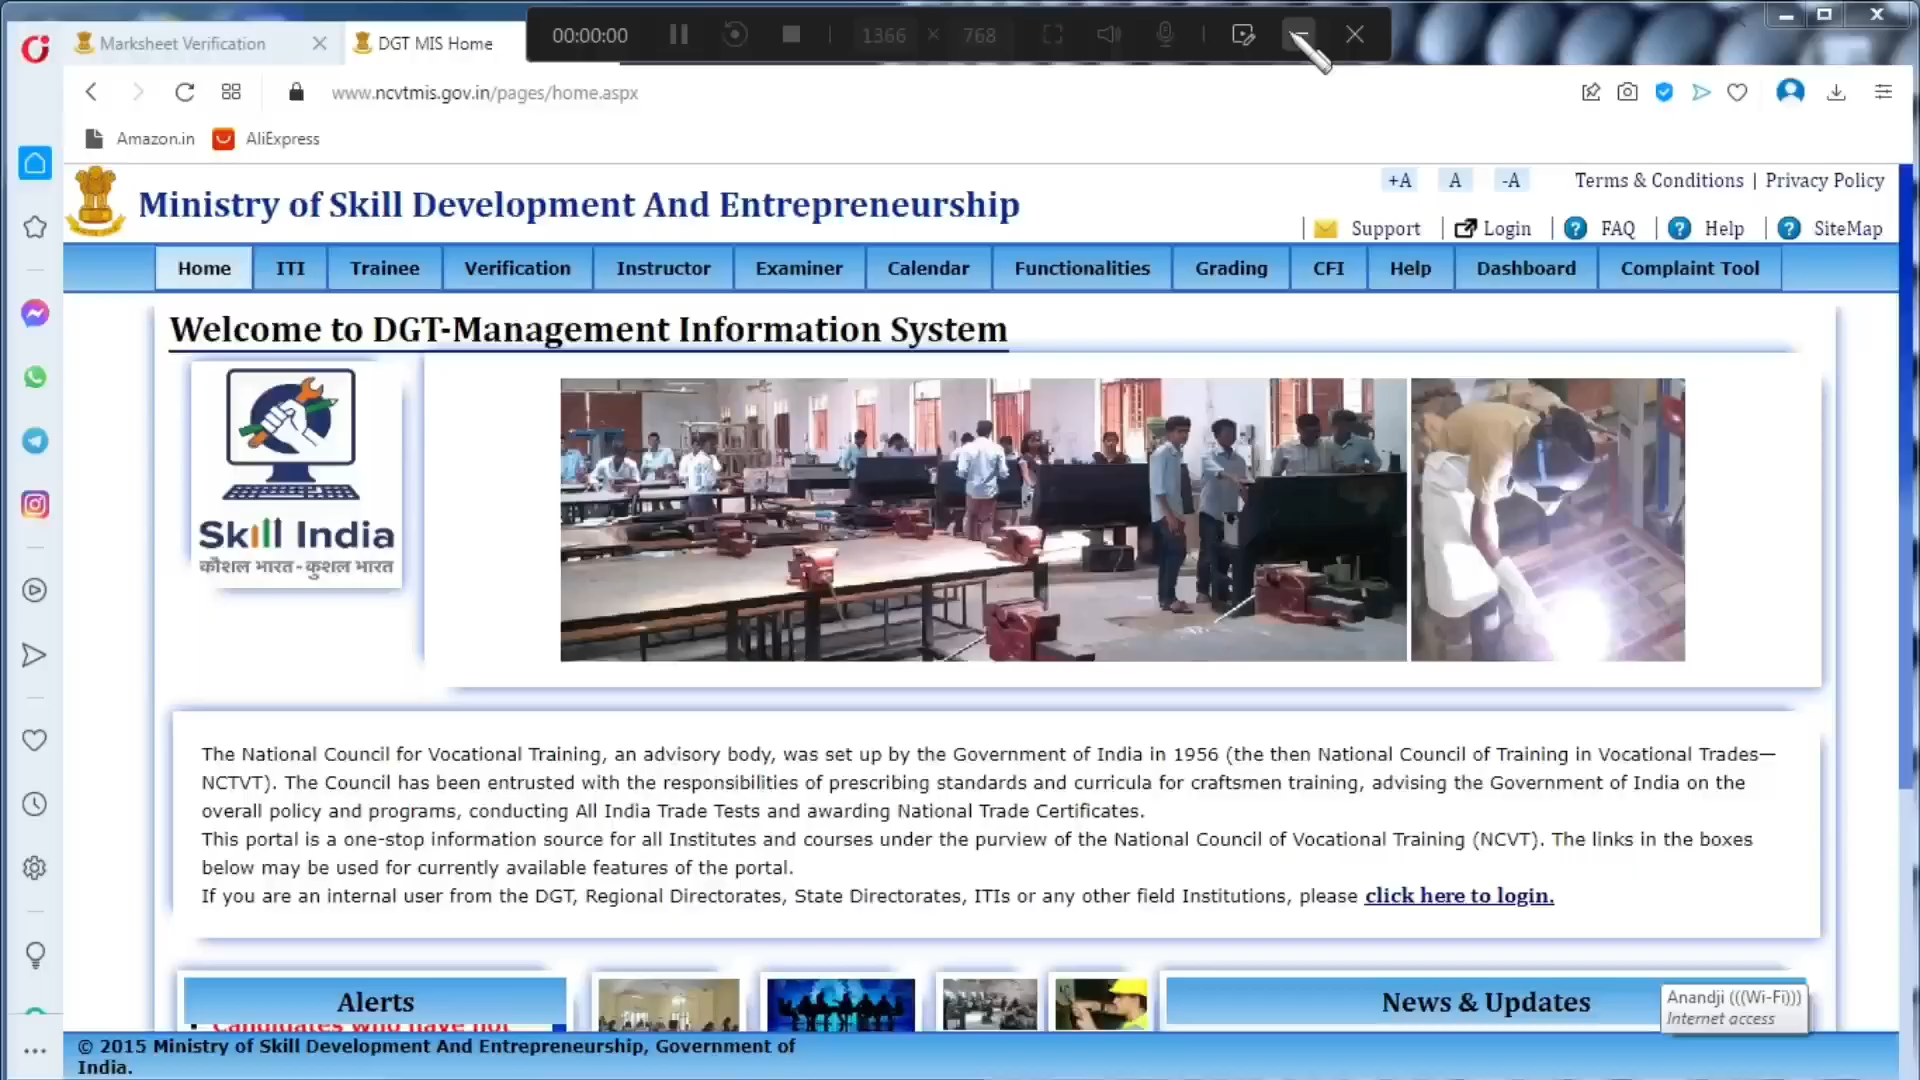 00:00:00 1366 × 768
Marksheet Verification
DGT MIS Home
www.ncvtmis.gov.in/pages/home.aspx
Amazon.in AliExpress
Ministry of Skill Development And Entrepreneurship
+A A -A Terms & Conditions | Privacy Policy
| Support | Login | FAQ | Help | SiteMap
Home ITI Trainee Verification Instructor Examiner Calendar Functionalities Grading CFI Help Dashboard Complaint Tool
Welcome to DGT-Management Information System
Skill India
कौशल भारत - कुशल भारत
The National Council for Vocational Training, an advisory body, was set up by the Government of India in 1956 (the then National Council of Training in Vocational Trades—
NCTVT). The Council has been entrusted with the responsibilities of prescribing standards and curricula for craftsmen training, advising the Government of India on the
overall policy and programs, conducting All India Trade Tests and awarding National Trade Certificates.
This portal is a one-stop information source for all Institutes and courses under the purview of the National Council of Vocational Training (NCVT). The links in the boxes
below may be used for currently available features of the portal.
If you are an internal user from the DGT, Regional Directorates, State Directorates, ITIs or any other field Institutions, please click here to login.
Alerts
News & Updates
Anandji (((Wi-Fi)))
Internet access
Candidates who have not
© 2015 Ministry of Skill Development And Entrepreneurship, Government of
India.